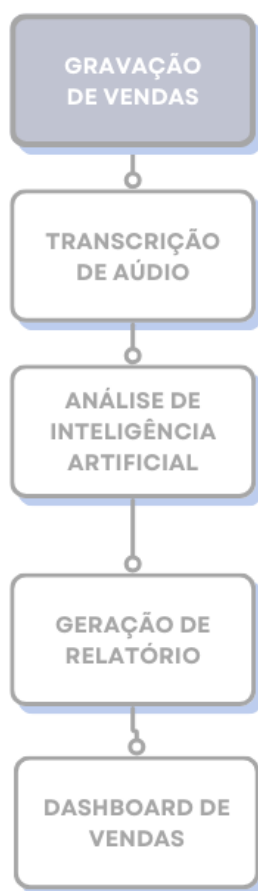 GRAVAÇÃO
DE VENDAS
TRANSCRIÇÃO
DE AÚDIO
ANÁLISE DE
INTELIGÊNCIA
ARTIFICIAL
GERAÇÃO DE
RELATÓRIO
DASHBOARD DE
VENDAS